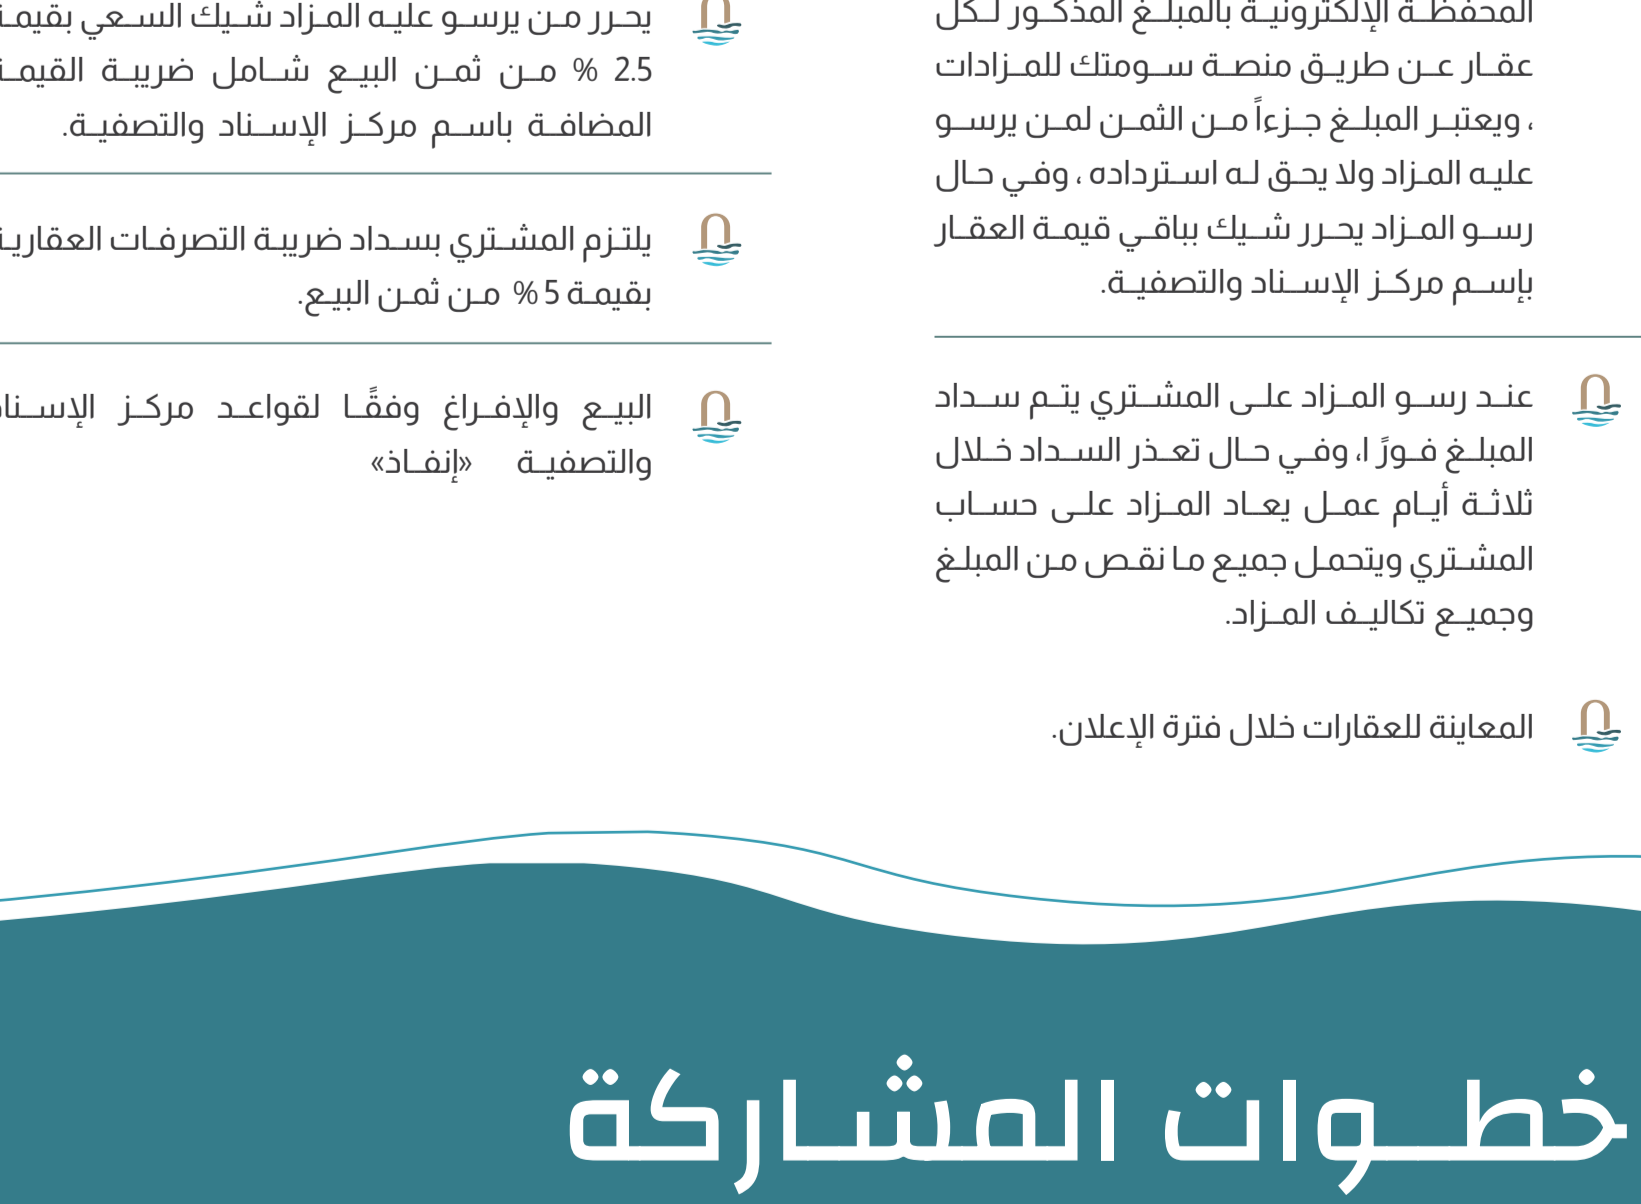 المحفظة الإلكترونية بالمبلغ المذكور لكل
عقار عن طريق منصة سومتك للمزادات
، ويعتبر المبلغ جزءاً من الثمن لمن يرسو
عليه المزاد ولا يحق له استرداده ، وفي حال
رسو المزاد يحرر شيك بباقي قيمة العقار
بإسم مركز الإسناد والتصفية.
عند رسو المزاد على المشتري يتم سداد
المبلغ فورً ا، وفي حال تعذر السداد خلال
ثلاثة أيام عمل يعاد المزاد على حساب
المشتري ويتحمل جميع ما نقص من المبلغ
وجميع تكاليف المزاد.
المعاينة للعقارات خلال فترة الإعلان.
يحرر من يرسو عليه المزاد شيك السعي بقيمة
2.5 % من ثمن البيع شامل ضريبة القيمة
المضافة باسم مركز الإسناد والتصفية.
يلتزم المشتري بسداد ضريبة التصرفات العقارية
بقيمة 5 % من ثمن البيع.
البيع والإفراغ وفقًا لقواعد مركز الإسناد
والتصفية «إنفاذ»
خطوات المشاركة